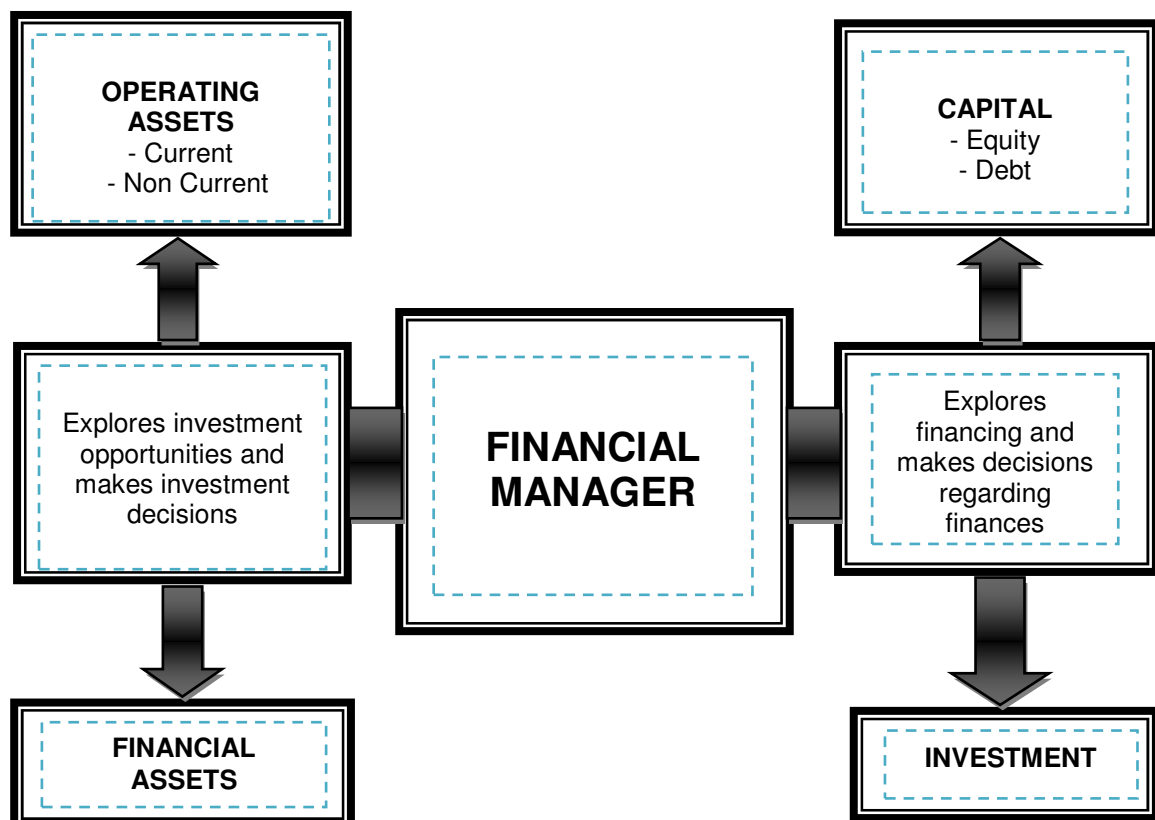 OPERATING
ASSETS
- Current
- Non Current
CAPITAL
- Equity
- Debt
Explores investment
opportunities and
makes investment
decisions
FINANCIAL
MANAGER
Explores
financing and
makes decisions
regarding
finances
FINANCIAL
ASSETS
INVESTMENT